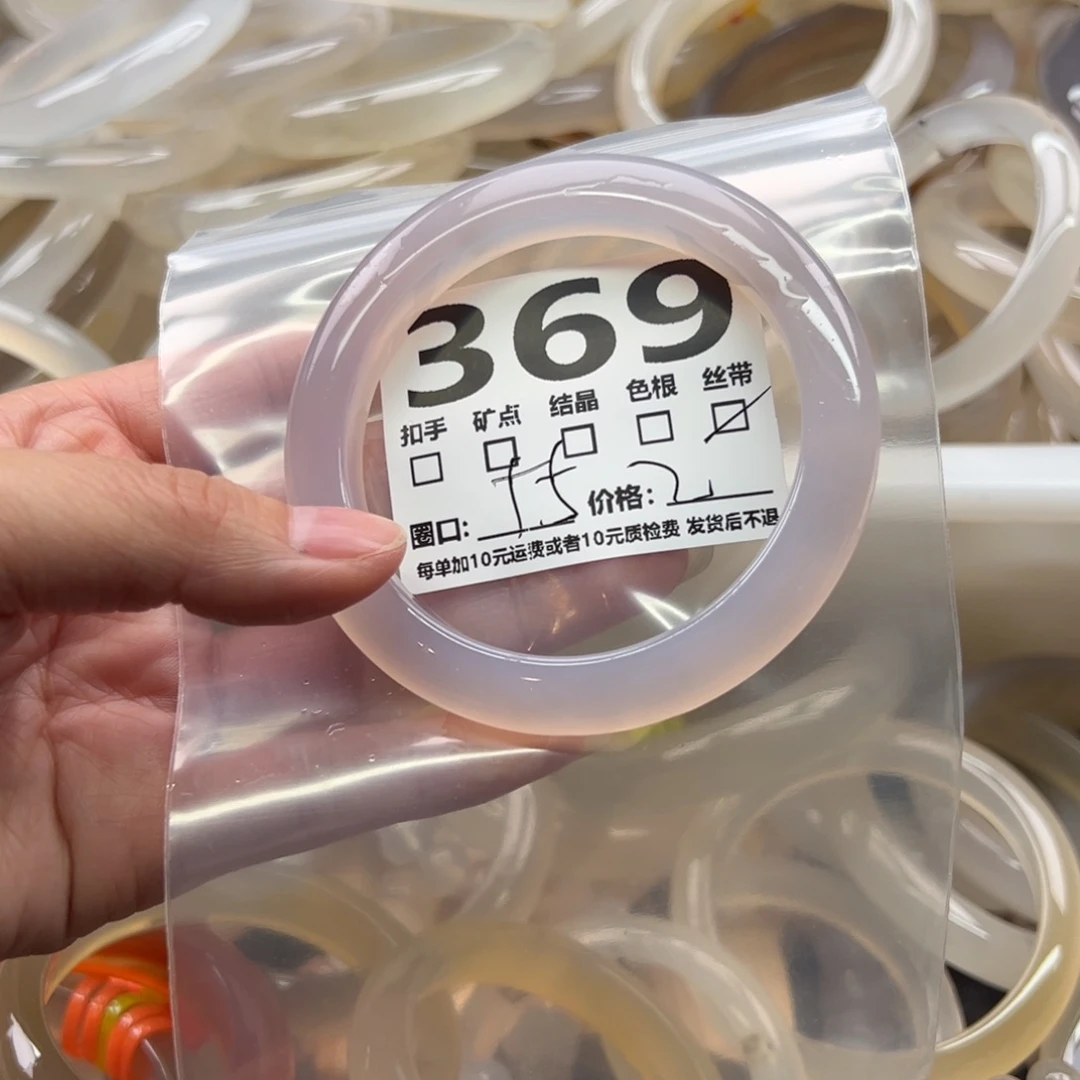 369
扣手 矿点 结晶 色根 丝带
圈口: 价格:
每单加10元运费或者10元质检费 发货后不退